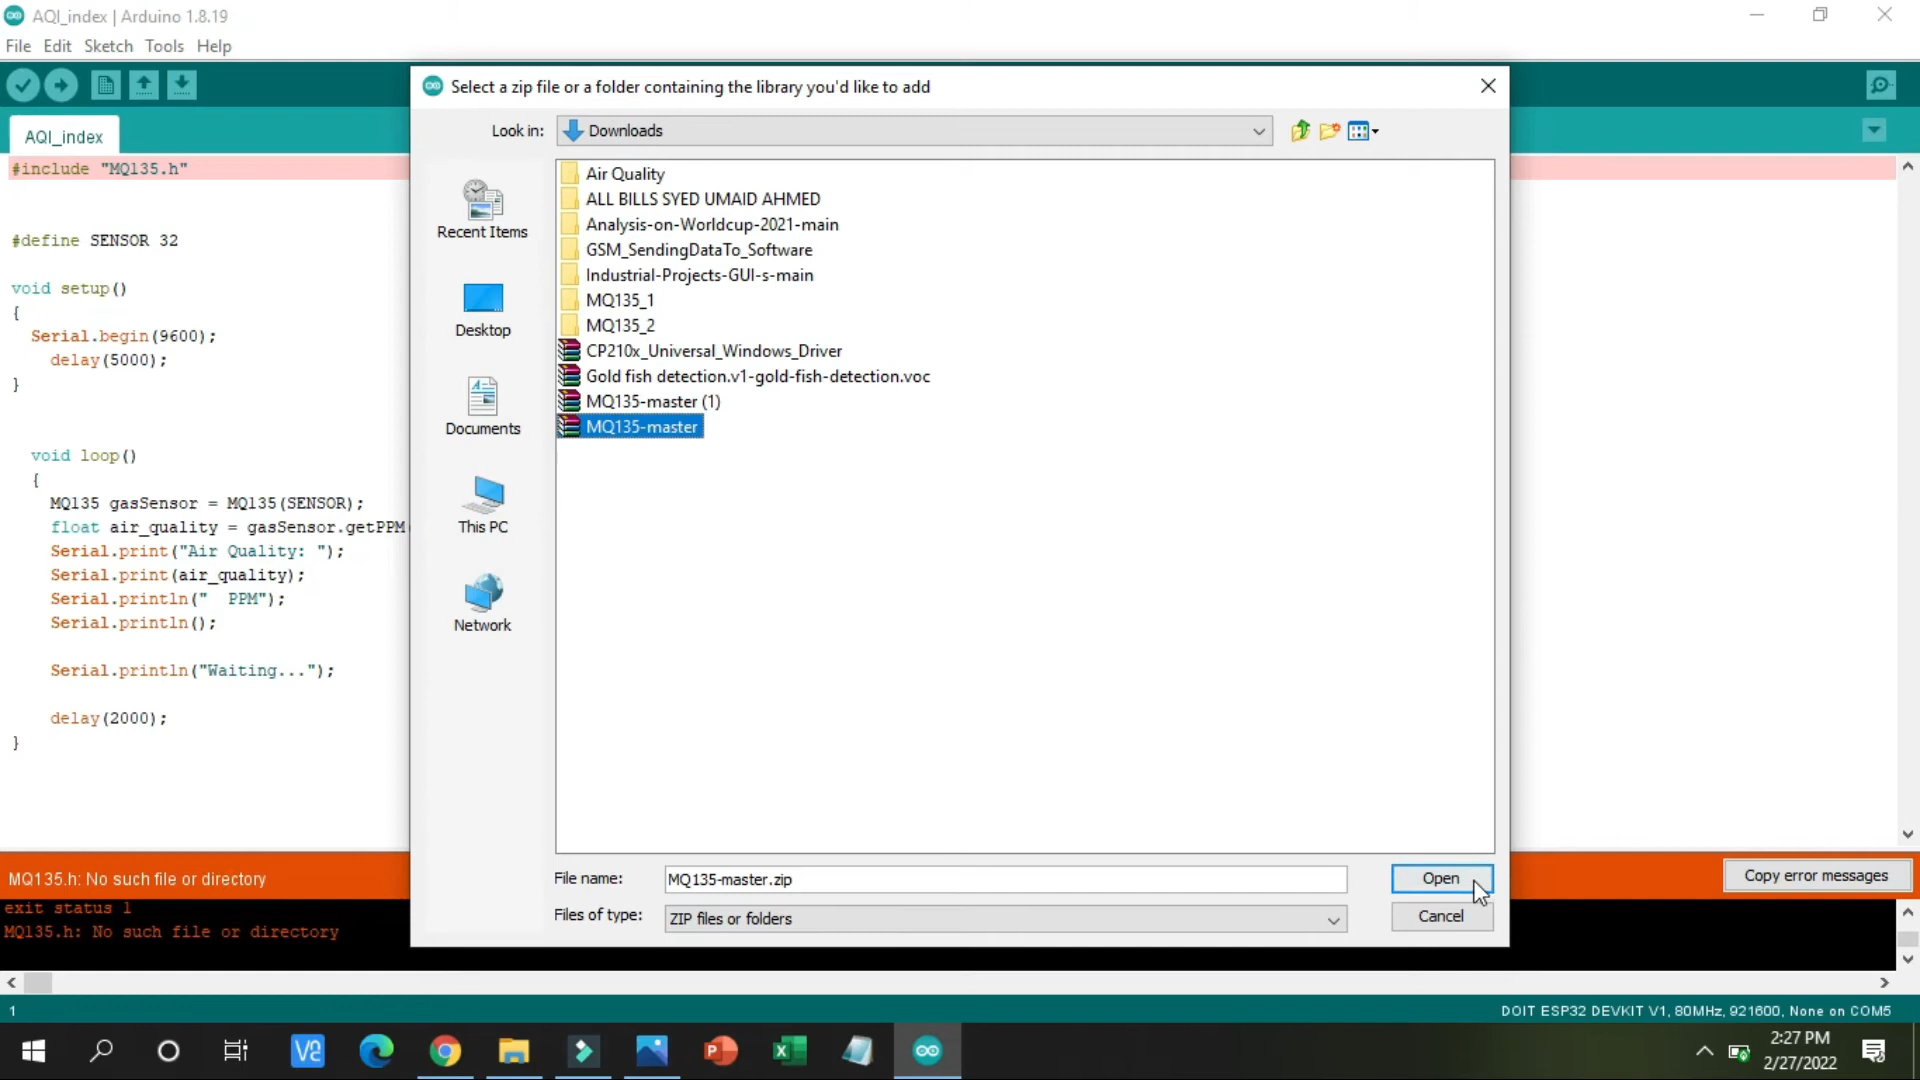 AQI_index | Arduino 1.8.19
File Edit Sketch Tools Help
AQI_index
#include "MQ135.h"
#define SENSOR 32
void setup()
{
Serial.begin(9600);
delay(5000);
}
void loop()
{
MQ135 gasSensor = MQ135(SENSOR);
float air_quality = gasSensor.getPPM
Serial.print("Air Quality: ");
Serial.print(air_quality);
Serial.println("  PPM");
Serial.println();
Serial.println("Waiting...");
delay(2000);
}
Select a zip file or a folder containing the library you'd like to add
Look in: Downloads
Recent Items
Desktop
Documents
This PC
Network
Air Quality
ALL BILLS SYED UMAID AHMED
Analysis-on-Worldcup-2021-main
GSM_SendingDataTo_Software
Industrial-Projects-GUI-s-main
MQ135_1
MQ135_2
CP210x_Universal_Windows_Driver
Gold fish detection.v1-gold-fish-detection.voc
MQ135-master (1)
MQ135-master
File name: MQ135-master.zip Open
Files of type: ZIP files or folders Cancel
MQ135.h: No such file or directory Copy error messages
exit status 1
MQ135.h: No such file or directory
1 DOIT ESP32 DEVKIT V1, 80MHz, 921600, None on COM5
2:27 PM
2/27/2022